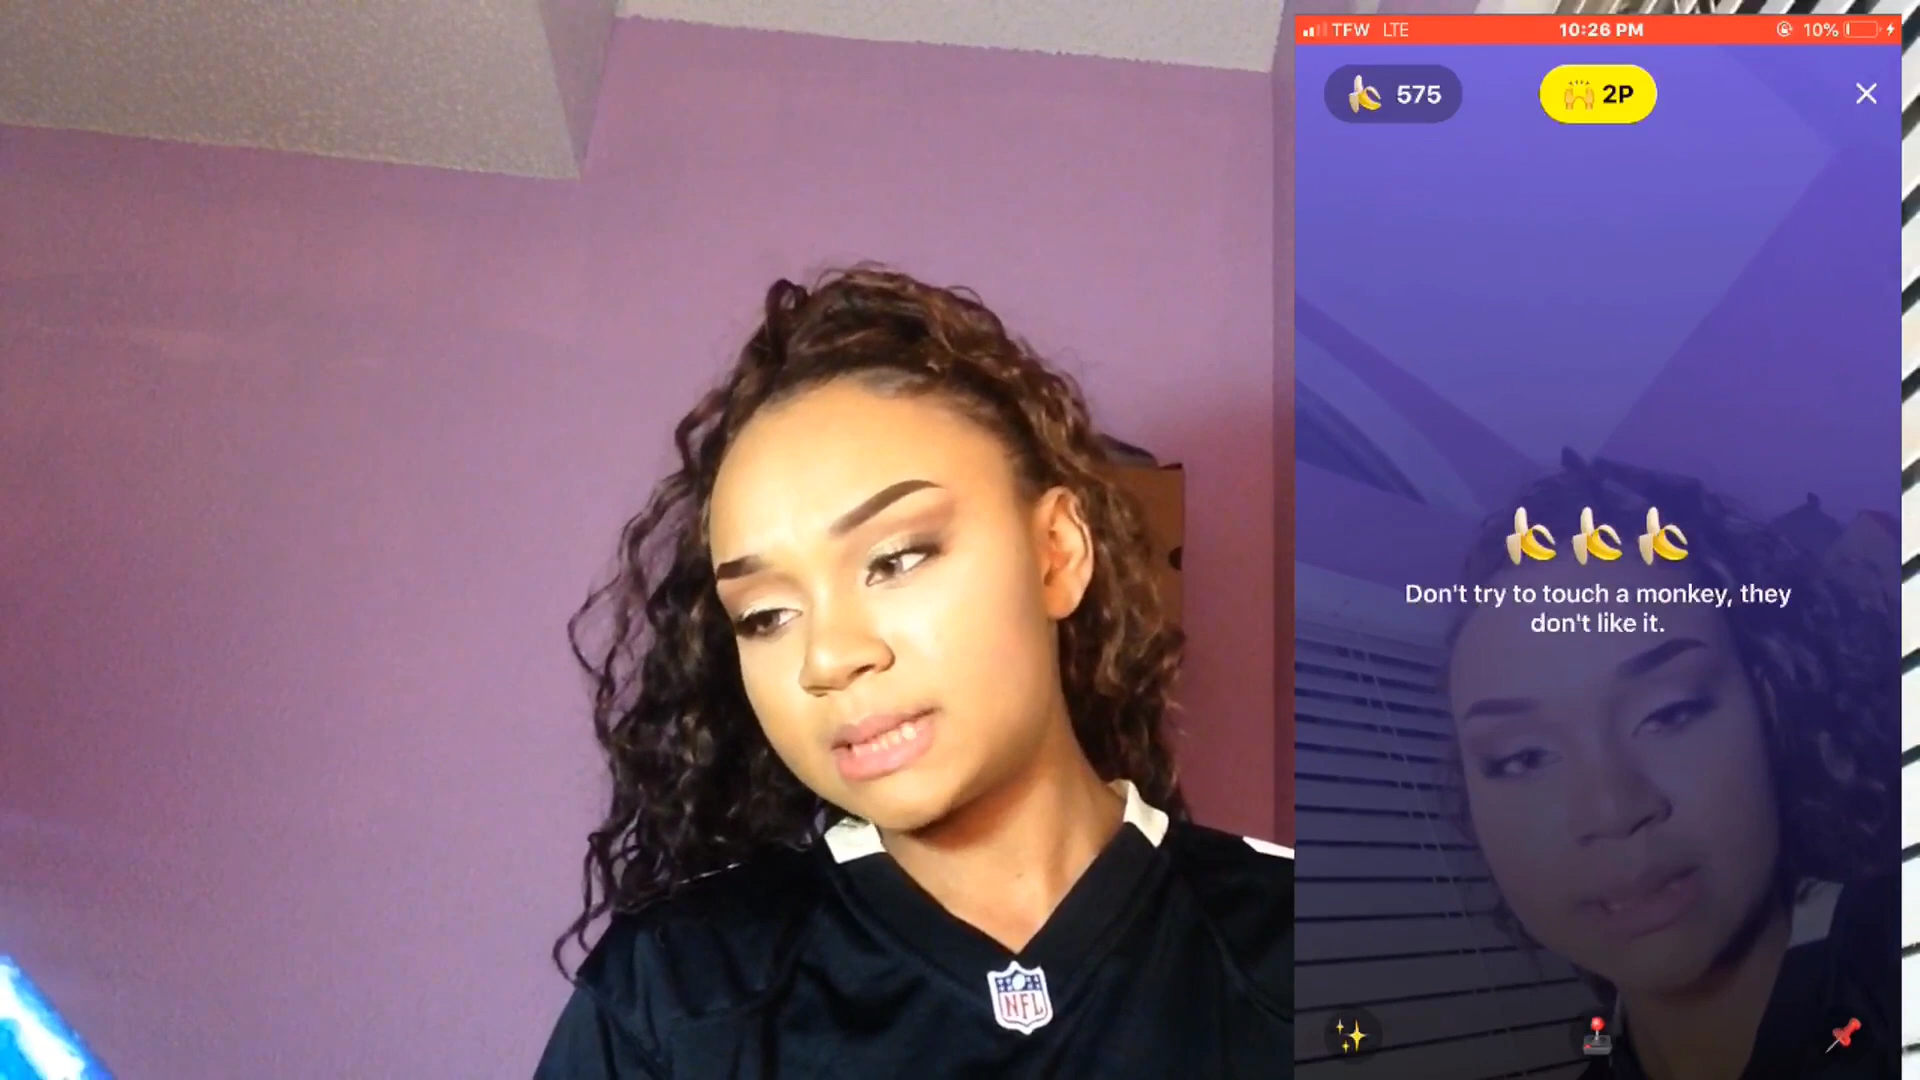 TFW LTE 10:26 PM 10%
575 2P
Don't try to touch a monkey, they
don't like it.
NFL